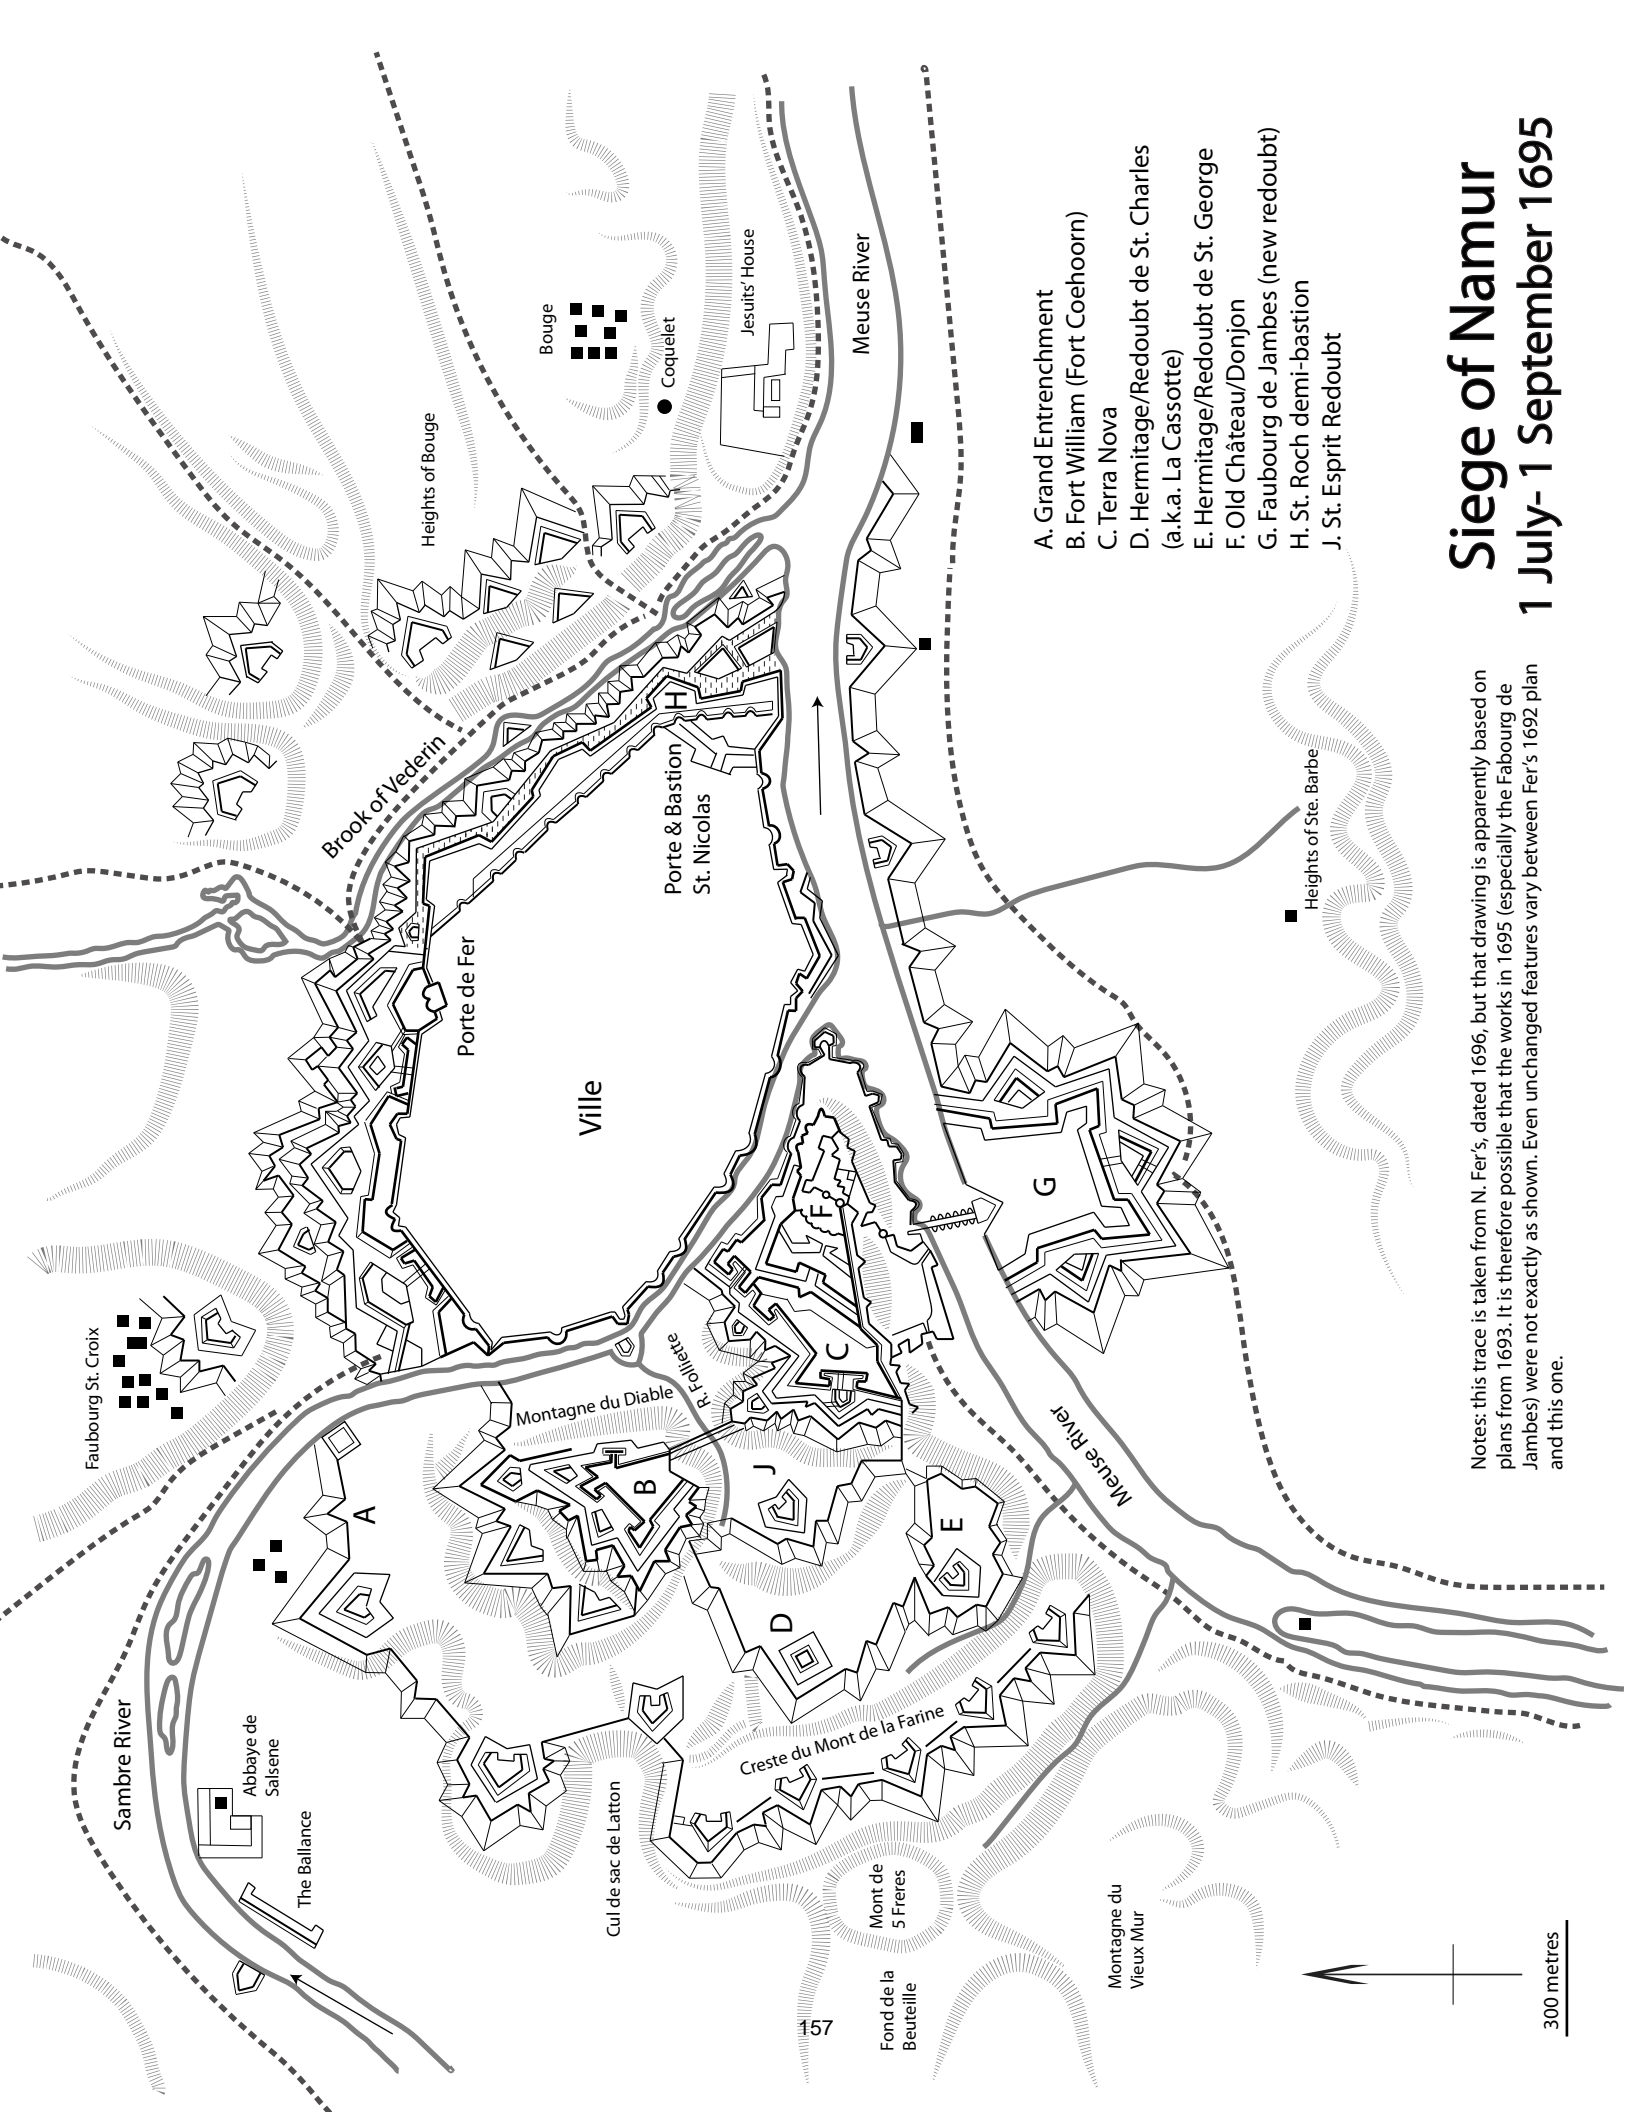 Siege of Namur
1 July- 1 September 1695
A. Grand Entrenchment
B. Fort William (Fort Coehoorn)
C. Terra Nova
D. Hermitage/Redoubt de St. Charles
(a.k.a. La Cassotte)
E. Hermitage/Redoubt de St. George
F. Old Château/Donjon
G. Faubourg de Jambes (new redoubt)
H. St. Roch demi-bastion
J. St. Esprit Redoubt
Notes: this trace is taken from N. Fer's, dated 1696, but that drawing is apparently based on
plans from 1693. It is therefore possible that the works in 1695 (especially the Fabourg de
Jambes) were not exactly as shown. Even unchanged features vary between Fer's 1692 plan
and this one.
Faubourg St. Croix
Sambre River
Abbaye de
Salsene
The Ballance
Brook of Vederin
Heights of Bouge
Bouge
Coquelet
Jesuits' House
Meuse River
Porte de Fer
Ville
Porte & Bastion
St. Nicolas
H
A
Montagne du Diable
R. Folliette
B
J
C
F
D
E
G
Meuse River
Creste du Mont de la Farine
Cul de sac de Latton
Mont de
5 Freres
Fond de la
Beuteille
Montagne du
Vieux Mur
Heights of Ste. Barbe
300 metres
157